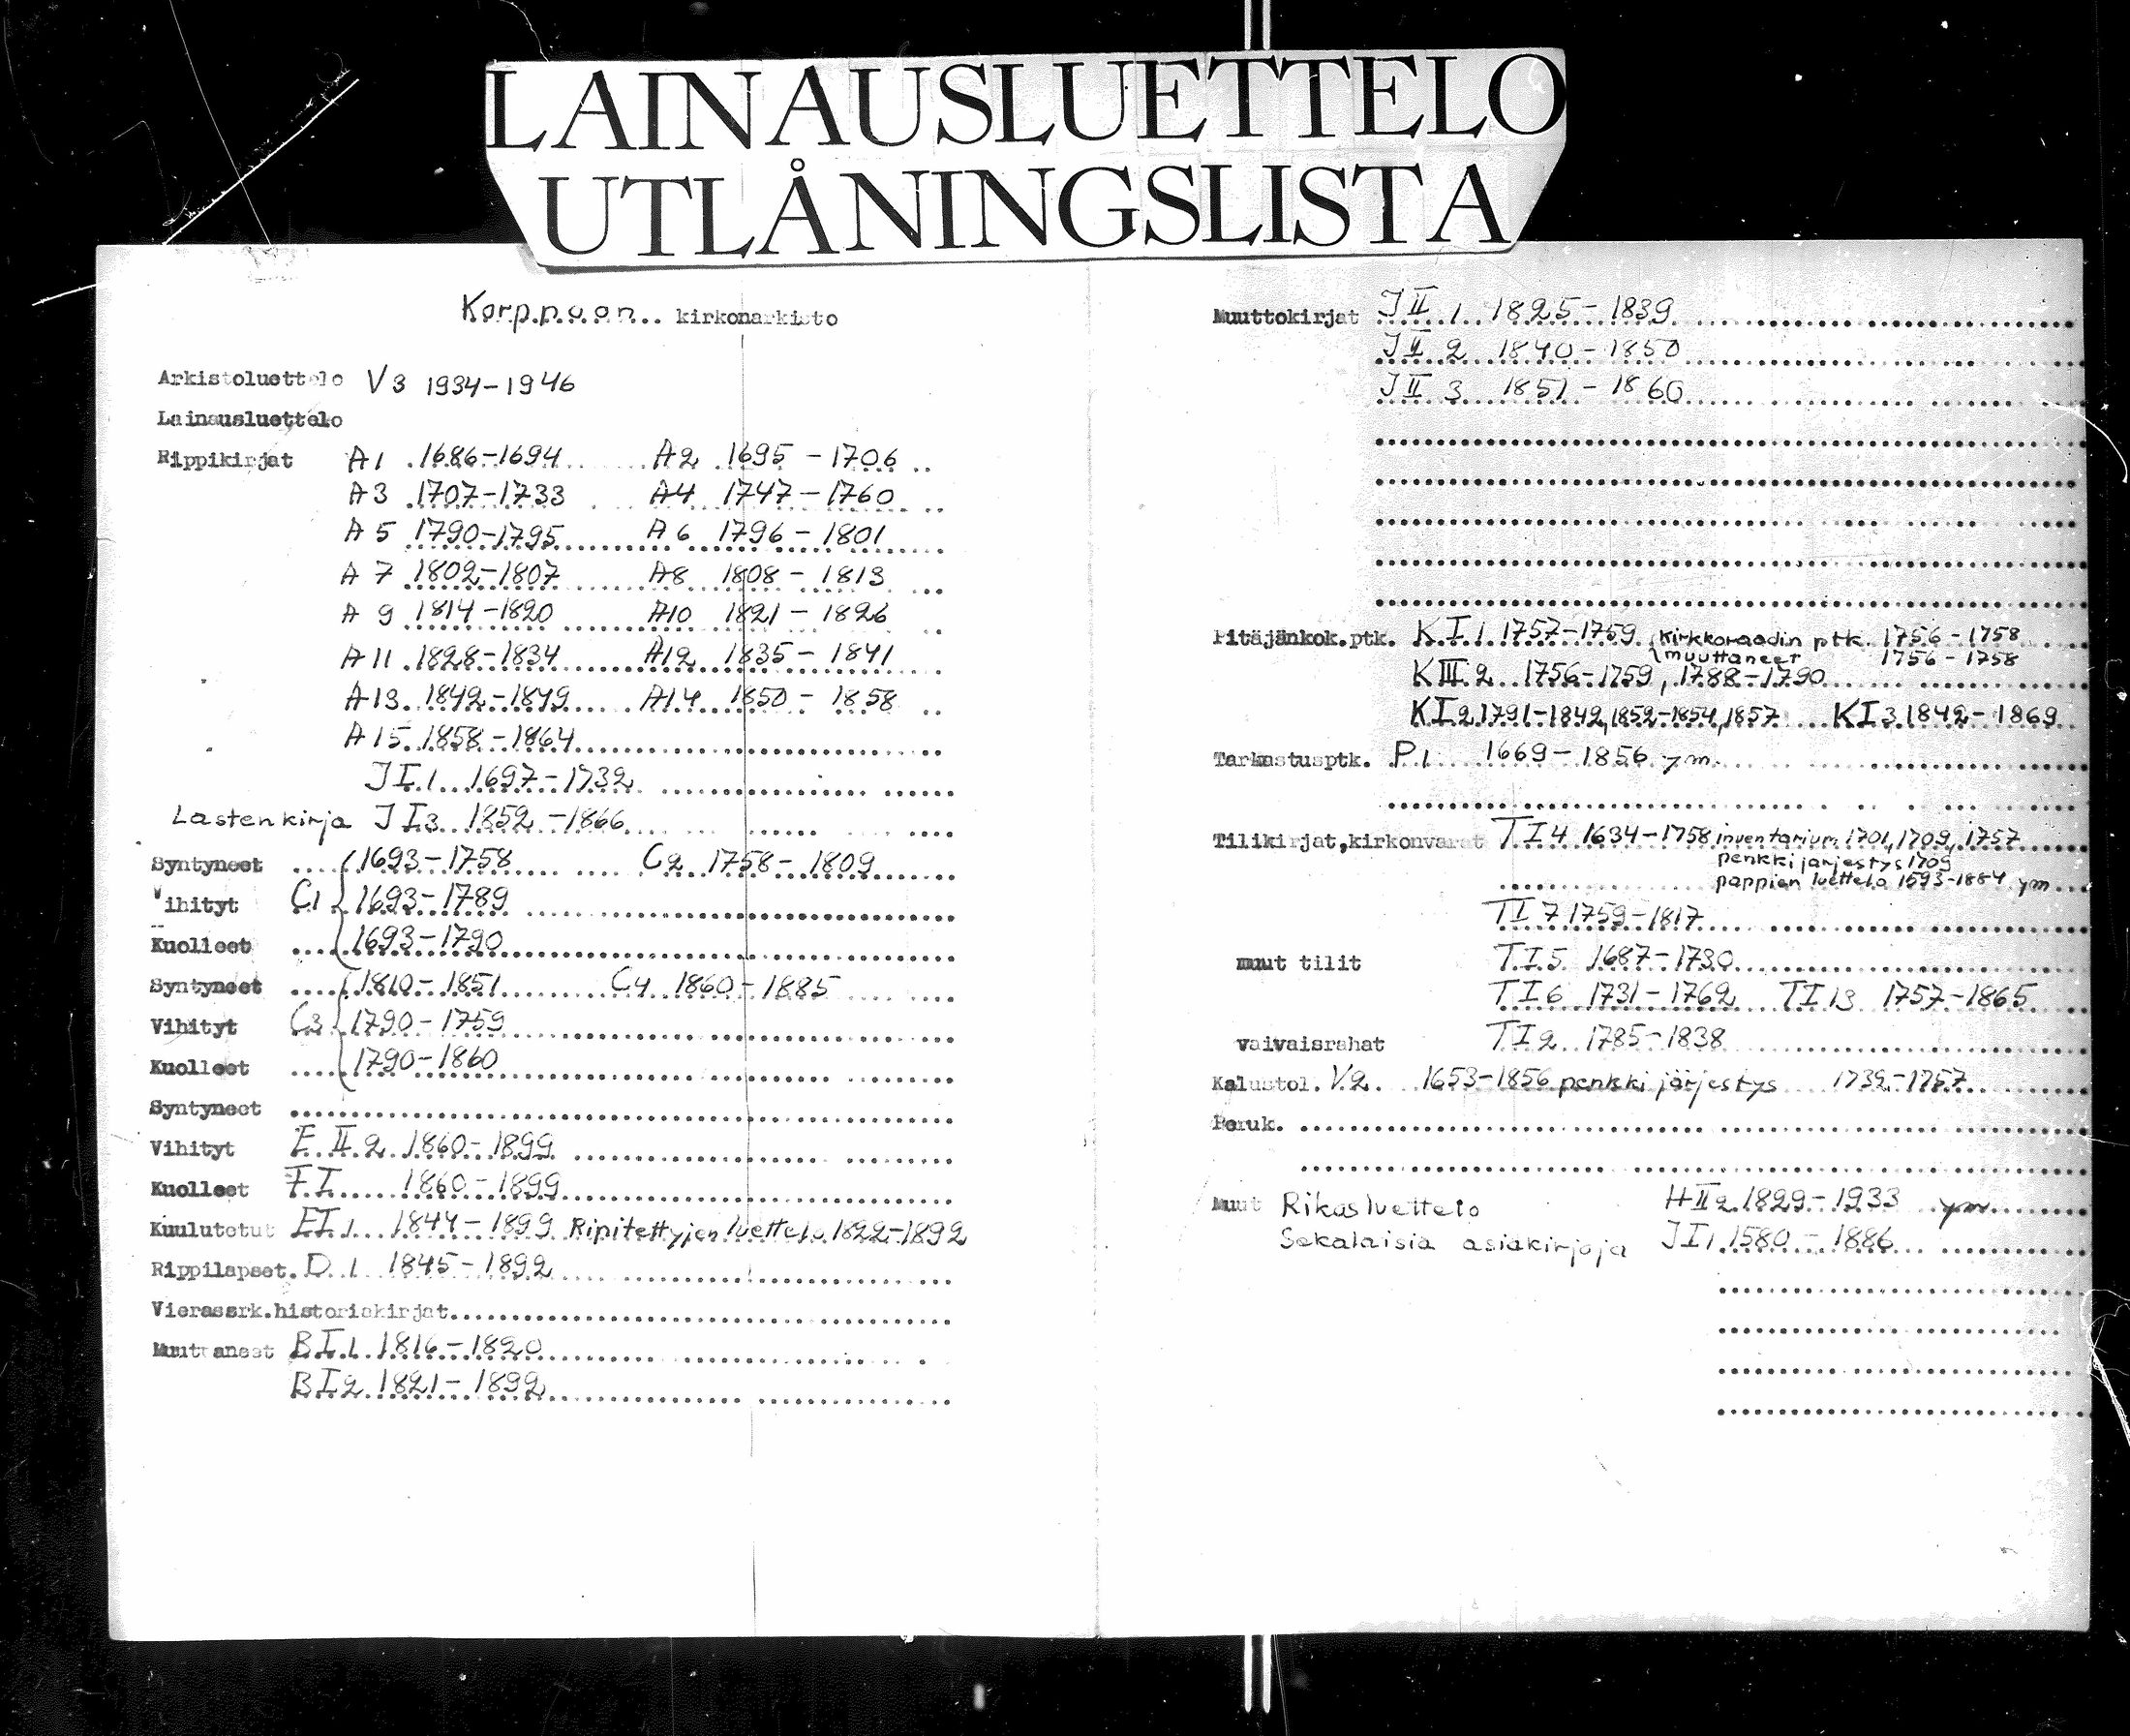 LAINAUSLUETTELO
UTLÅNINGSLISTA
Korppoon kirkonarkisto
Arkistoluettelo V3 1934-1946
Lainausluettelo
Rippikirjat A1 1686-1694 A2 1695-1706
A3 1707-1733 A4 1747-1760
A5 1790-1795 A6 1796-1801
A7 1802-1807 A8 1808-1813
A9 1814-1820 A10 1821-1826
A11 1828-1834 A12 1835-1841
A13 1842-1849 A14 1850-1858
A15 1858-1864
JI1 1697-1732
Lastenkirja JI3 1852-1866
Syntyneet 1693-1758 C2 1758-1809
Vihityt C1 1693-1789
Kuolleet 1693-1790
Syntyneet 1810-1851 C4 1860-1885
Vihityt C3 1790-1759
Kuolleet 1790-1860
Syntyneet
Vihityt E II 2 1860-1899
Kuolleet F I 1860-1899
Kuulutetut EI1 1844-1899 Ripitettyjen luettelo 1822-1892
Rippilapset D1 1845-1892
Vierassrk.historiakirjat
Muuttaneet BI1 1816-1820
BI2 1821-1892
Muuttokirjat JII 1 1825-1839
JII 2 1840-1850
JII 3 1851-1860
Pitäjänkok.ptk. KI1 1757-1759 kirkkoraadin ptk. 1756-1758
muuttaneet 1756-1758
KIII2 1756-1759, 1788-1790
KI2 1791-1842, 1852-1854, 1857 KI3 1842-1869
Tarkastusptk. P1 1669-1856 ym.
Tilikirjat,kirkonvarat TI4 1634-1758 inventarium 1701, 1709, 1757
penkkijärjestys 1709
pappien luettelo 1593-1884 ym
TI7 1759-1817
muut tilit TI5 1687-1730
TI6 1731-1762 TI13 1757-1865
vaivaisrahat TI2 1785-1838
Kalustol. V2 1653-1856 penkkijärjestys 1732-1757
Peruk.
Muut Rikosluettelo HII2 1829-1933 ym
Sekalaisia asiakirjoja JI1 1580-1886